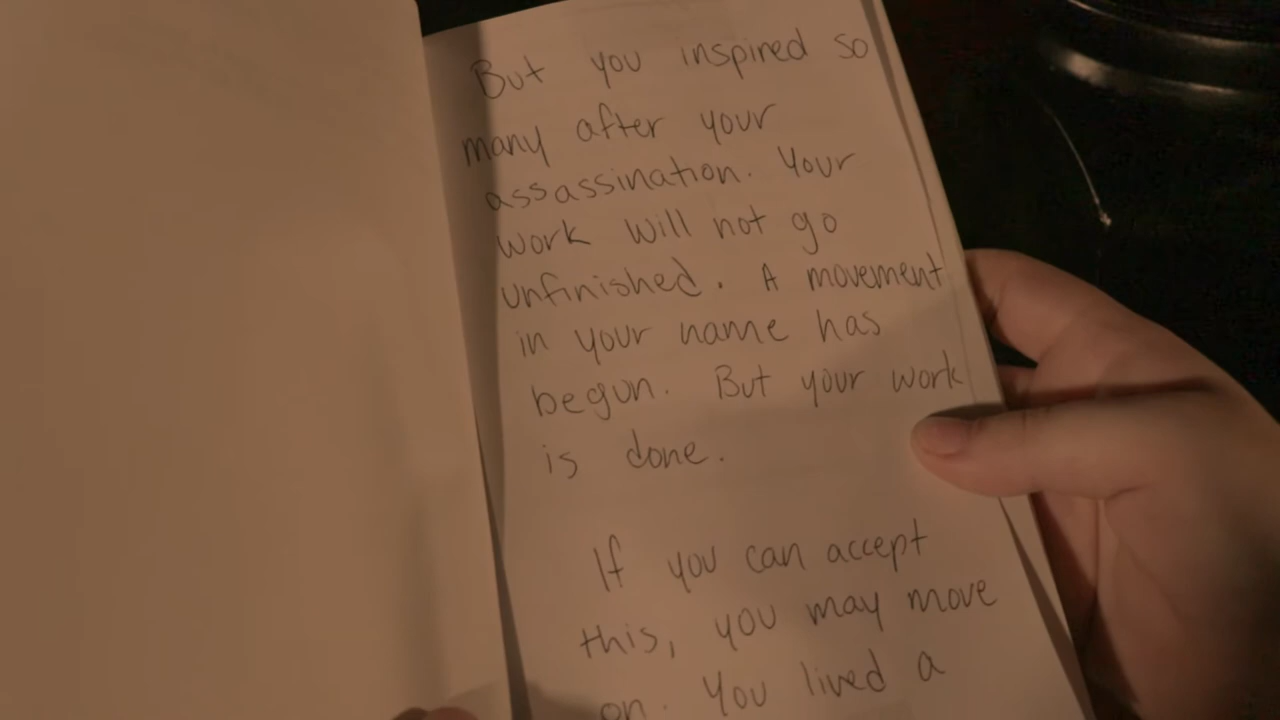 But you inspired so
many after your
assassination. Your
work will not go
unfinished. A movement
in your name has
begun. But your work
is done.
If you can accept
this, you may move
on. You lived a